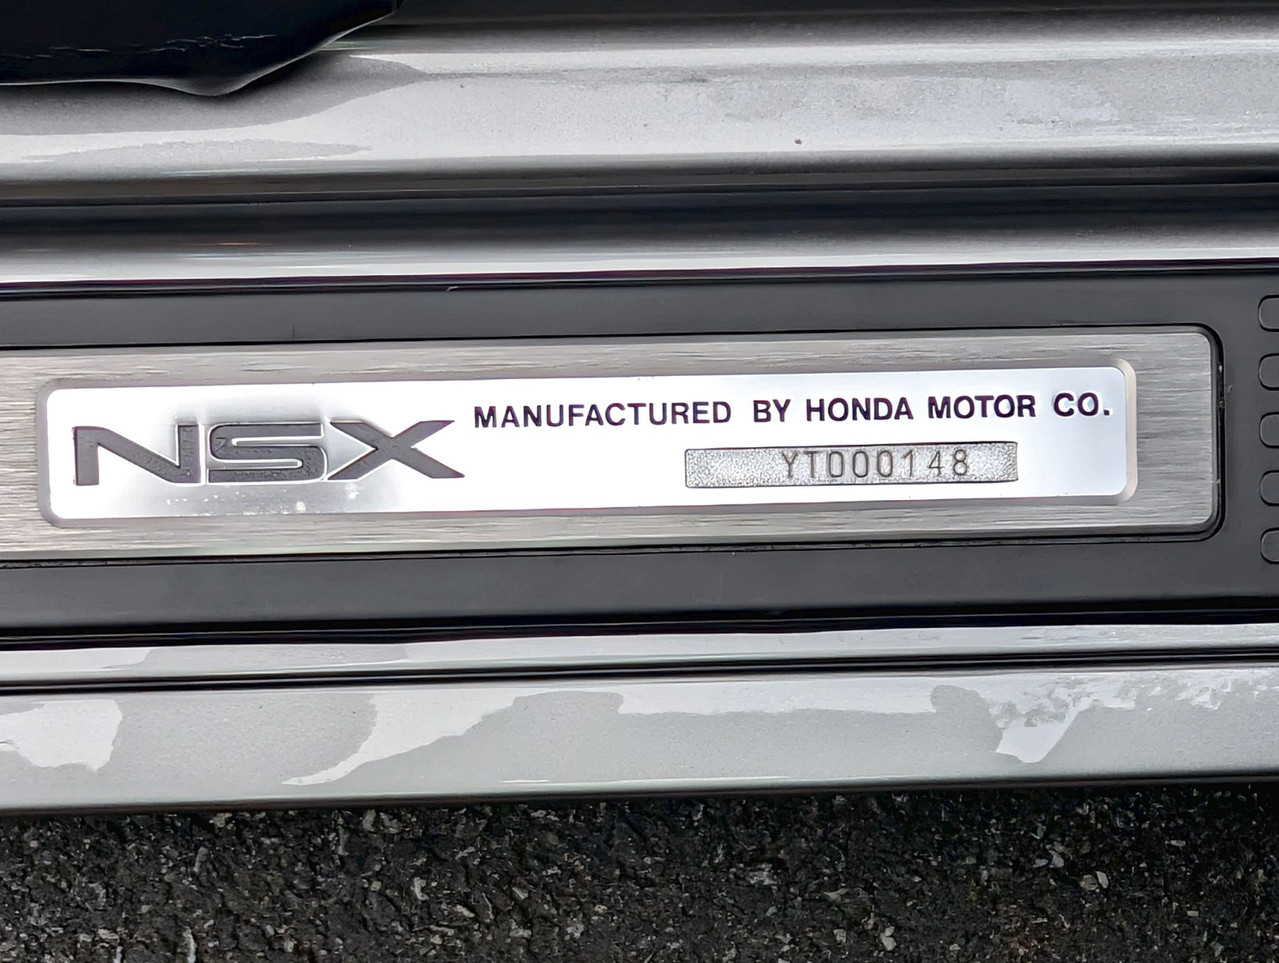 NSX
MANUFACTURED BY HONDA MOTOR CO.
YT000148